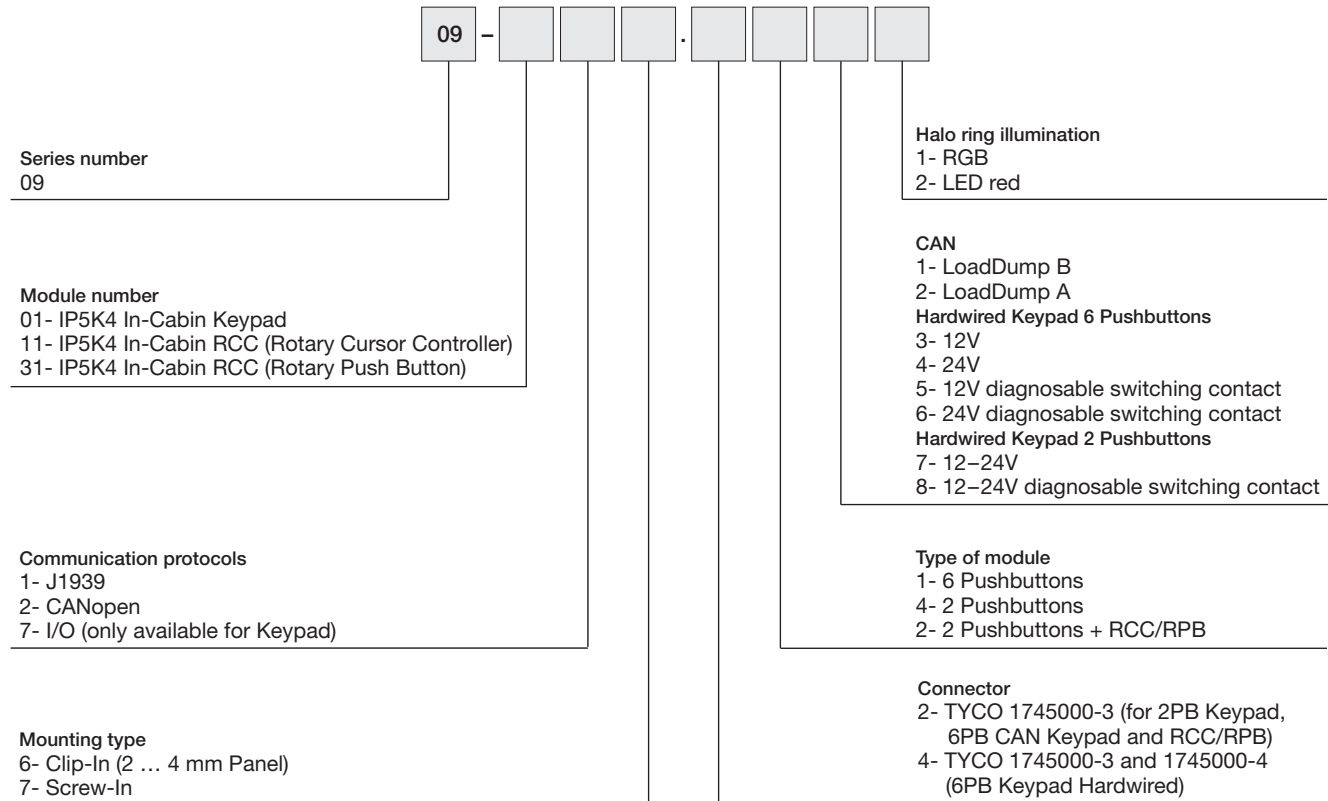 09 – .
Series number
09
Module number
01- IP5K4 In-Cabin Keypad
11- IP5K4 In-Cabin RCC (Rotary Cursor Controller)
31- IP5K4 In-Cabin RCC (Rotary Push Button)
Communication protocols
1- J1939
2- CANopen
7- I/O (only available for Keypad)
Mounting type
6- Clip-In (2 … 4 mm Panel)
7- Screw-In
Halo ring illumination
1- RGB
2- LED red
CAN
1- LoadDump B
2- LoadDump A
Hardwired Keypad 6 Pushbuttons
3- 12V
4- 24V
5- 12V diagnosable switching contact
6- 24V diagnosable switching contact
Hardwired Keypad 2 Pushbuttons
7- 12–24V
8- 12–24V diagnosable switching contact
Type of module
1- 6 Pushbuttons
4- 2 Pushbuttons
2- 2 Pushbuttons + RCC/RPB
Connector
2- TYCO 1745000-3 (for 2PB Keypad,
6PB CAN Keypad and RCC/RPB)
4- TYCO 1745000-3 and 1745000-4
(6PB Keypad Hardwired)